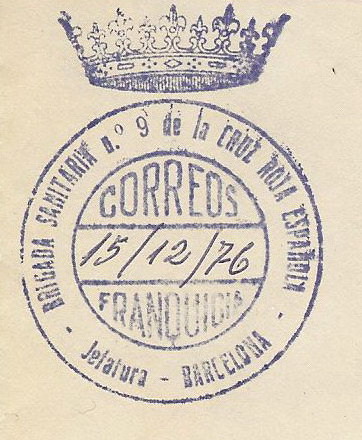 BRIGADA SANITARIA n.º 9 de la CRUZ ROJA ESPAÑOLA
CORREOS
15/12/76
FRANQUICIA
- Jefatura - BARCELONA -